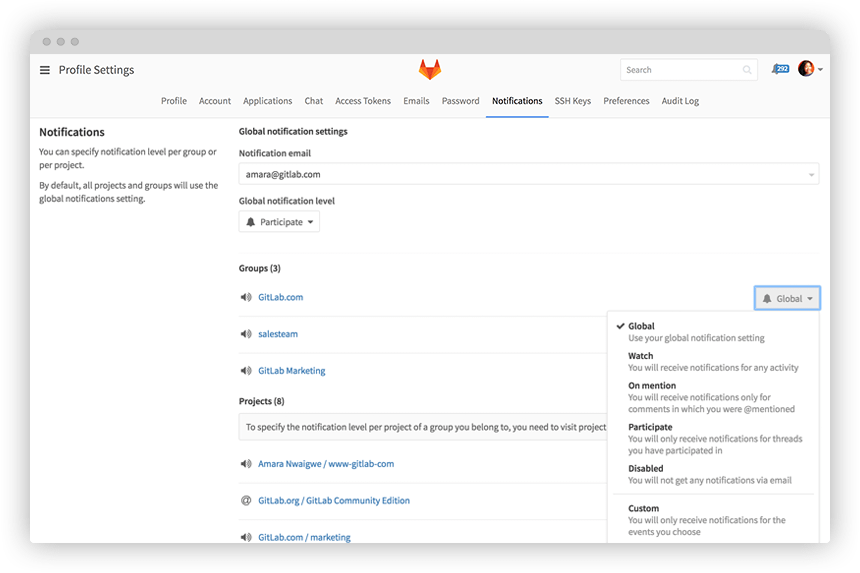 Profile Settings
Search
292
Profile Account Applications Chat Access Tokens Emails Password Notifications SSH Keys Preferences Audit Log
Notifications
You can specify notification level per group or
per project.
By default, all projects and groups will use the
global notifications setting.
Global notification settings
Notification email
amara@gitlab.com
Global notification level
Participate
Groups (3)
GitLab.com
Global
salesteam
GitLab Marketing
Projects (8)
To specify the notification level per project of a group you belong to, you need to visit project
Amara Nwaigwe / www-gitlab-com
@ GitLab.org / GitLab Community Edition
GitLab.com / marketing
Global
Use your global notification setting
Watch
You will receive notifications for any activity
On mention
You will receive notifications only for
comments in which you were @mentioned
Participate
You will only receive notifications for threads
you have participated in
Disabled
You will not get any notifications via email
Custom
You will only receive notifications for the
events you choose